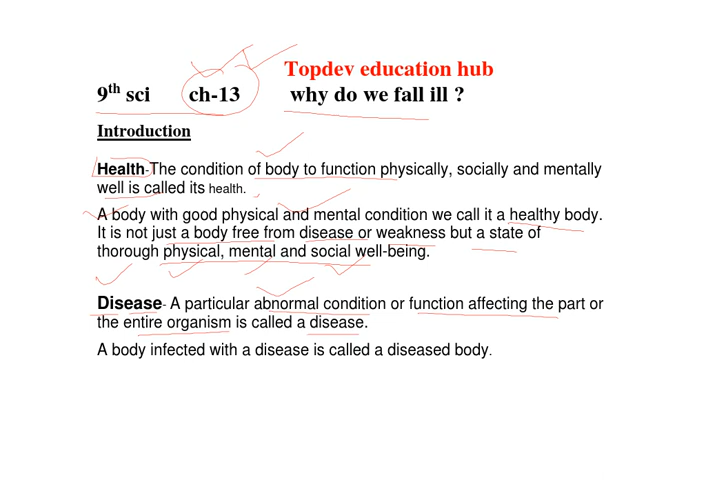 Topdev education hub
9th sci ch-13 why do we fall ill ?
Introduction
Health-The condition of body to function physically, socially and mentally
well is called its health.
A body with good physical and mental condition we call it a healthy body.
It is not just a body free from disease or weakness but a state of
thorough physical, mental and social well-being.
Disease- A particular abnormal condition or function affecting the part or
the entire organism is called a disease.
A body infected with a disease is called a diseased body.